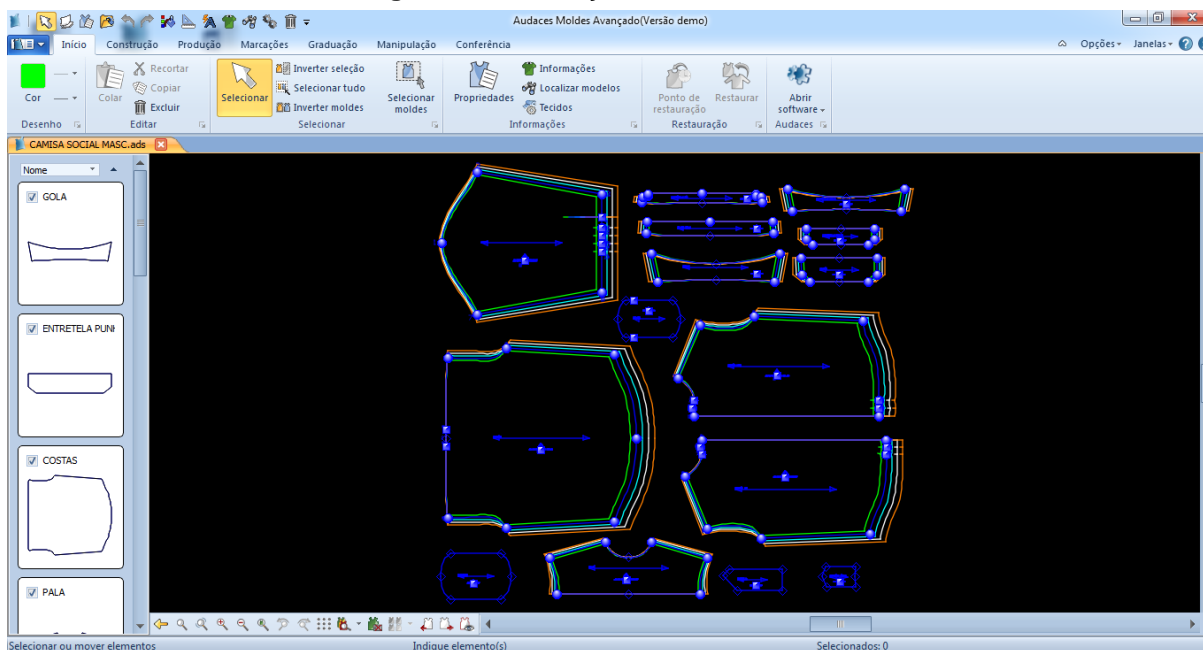 Audaces Moldes Avançado(Versão demo)
Início Construção Produção Marcações Graduação Manipulação Conferência Opções Janelas
Cor
Colar
Recortar
Copiar
Excluir
Selecionar
Inverter seleção
Selecionar tudo
Inverter moldes
Selecionar moldes
Propriedades
Informações
Localizar modelos
Tecidos
Ponto de restauração
Restaurar
Abrir software
Desenho Editar Selecionar Informações Restauração Audaces
CAMISA SOCIAL MASC.ads
Nome
GOLA
ENTRETELA PUNH
COSTAS
PALA
Selecionar ou mover elementos Indique elemento(s) Selecionados: 0